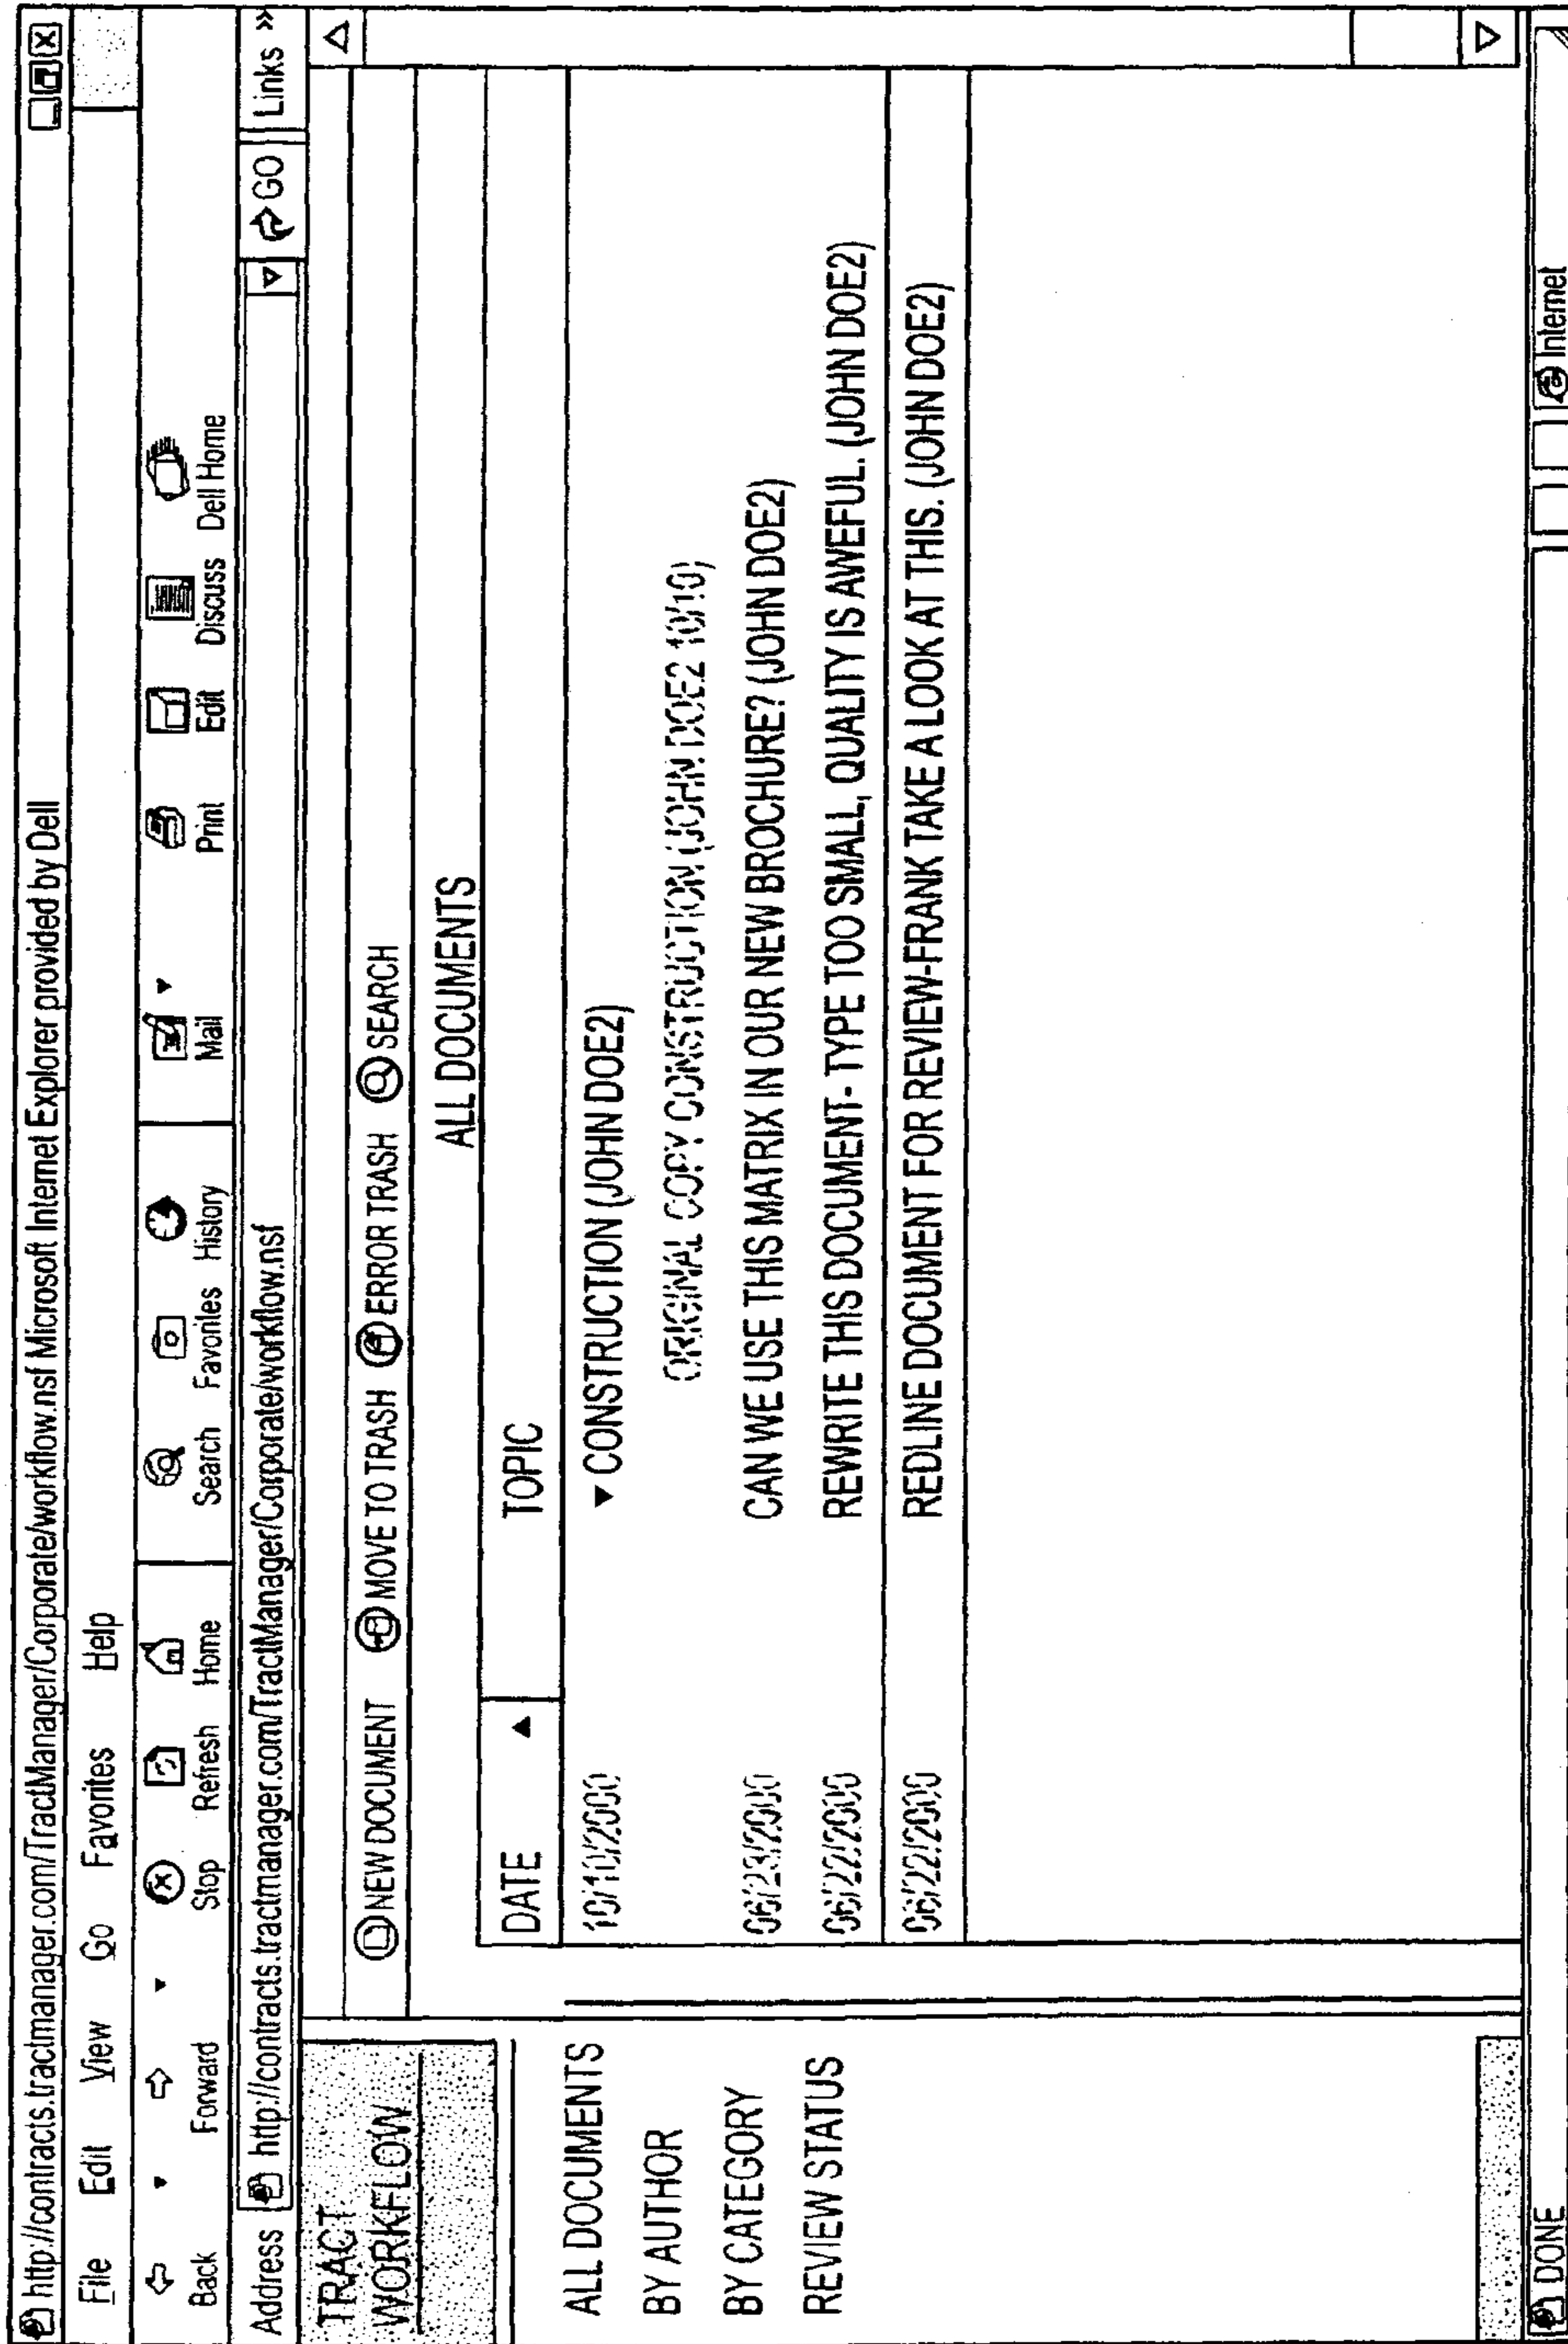 http://contracts.tractmanager.com/TractManager/Corporate/workflow.nsf Microsoft Internet Explorer provided by Dell
File Edit View Go Favorites Help
Back Forward Stop Refresh Home Search Favorites History Mail Print Edit Discuss Dell Home
Address http://contracts.tractmanager.com/TractManager/Corporate/workflow.nsf GO Links »
TRACT
WORKFLOW
ALL DOCUMENTS
BY AUTHOR
BY CATEGORY
REVIEW STATUS
NEW DOCUMENT MOVE TO TRASH ERROR TRASH SEARCH
ALL DOCUMENTS
DATE TOPIC
10/10/2000 CONSTRUCTION (JOHN DOE2)
ORIGINAL COPY CONSTRUCTION (JOHN DOE2 10/10)
06/23/2000 CAN WE USE THIS MATRIX IN OUR NEW BROCHURE? (JOHN DOE2)
06/22/2000 REWRITE THIS DOCUMENT- TYPE TOO SMALL, QUALITY IS AWEFUL. (JOHN DOE2)
06/22/2000 REDLINE DOCUMENT FOR REVIEW-FRANK TAKE A LOOK AT THIS. (JOHN DOE2)
DONE Internet